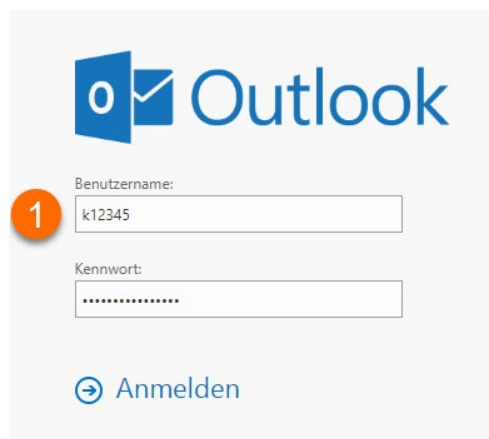 Outlook
Benutzername:
1
k12345
Kennwort:
••••••••••••••••
Anmelden